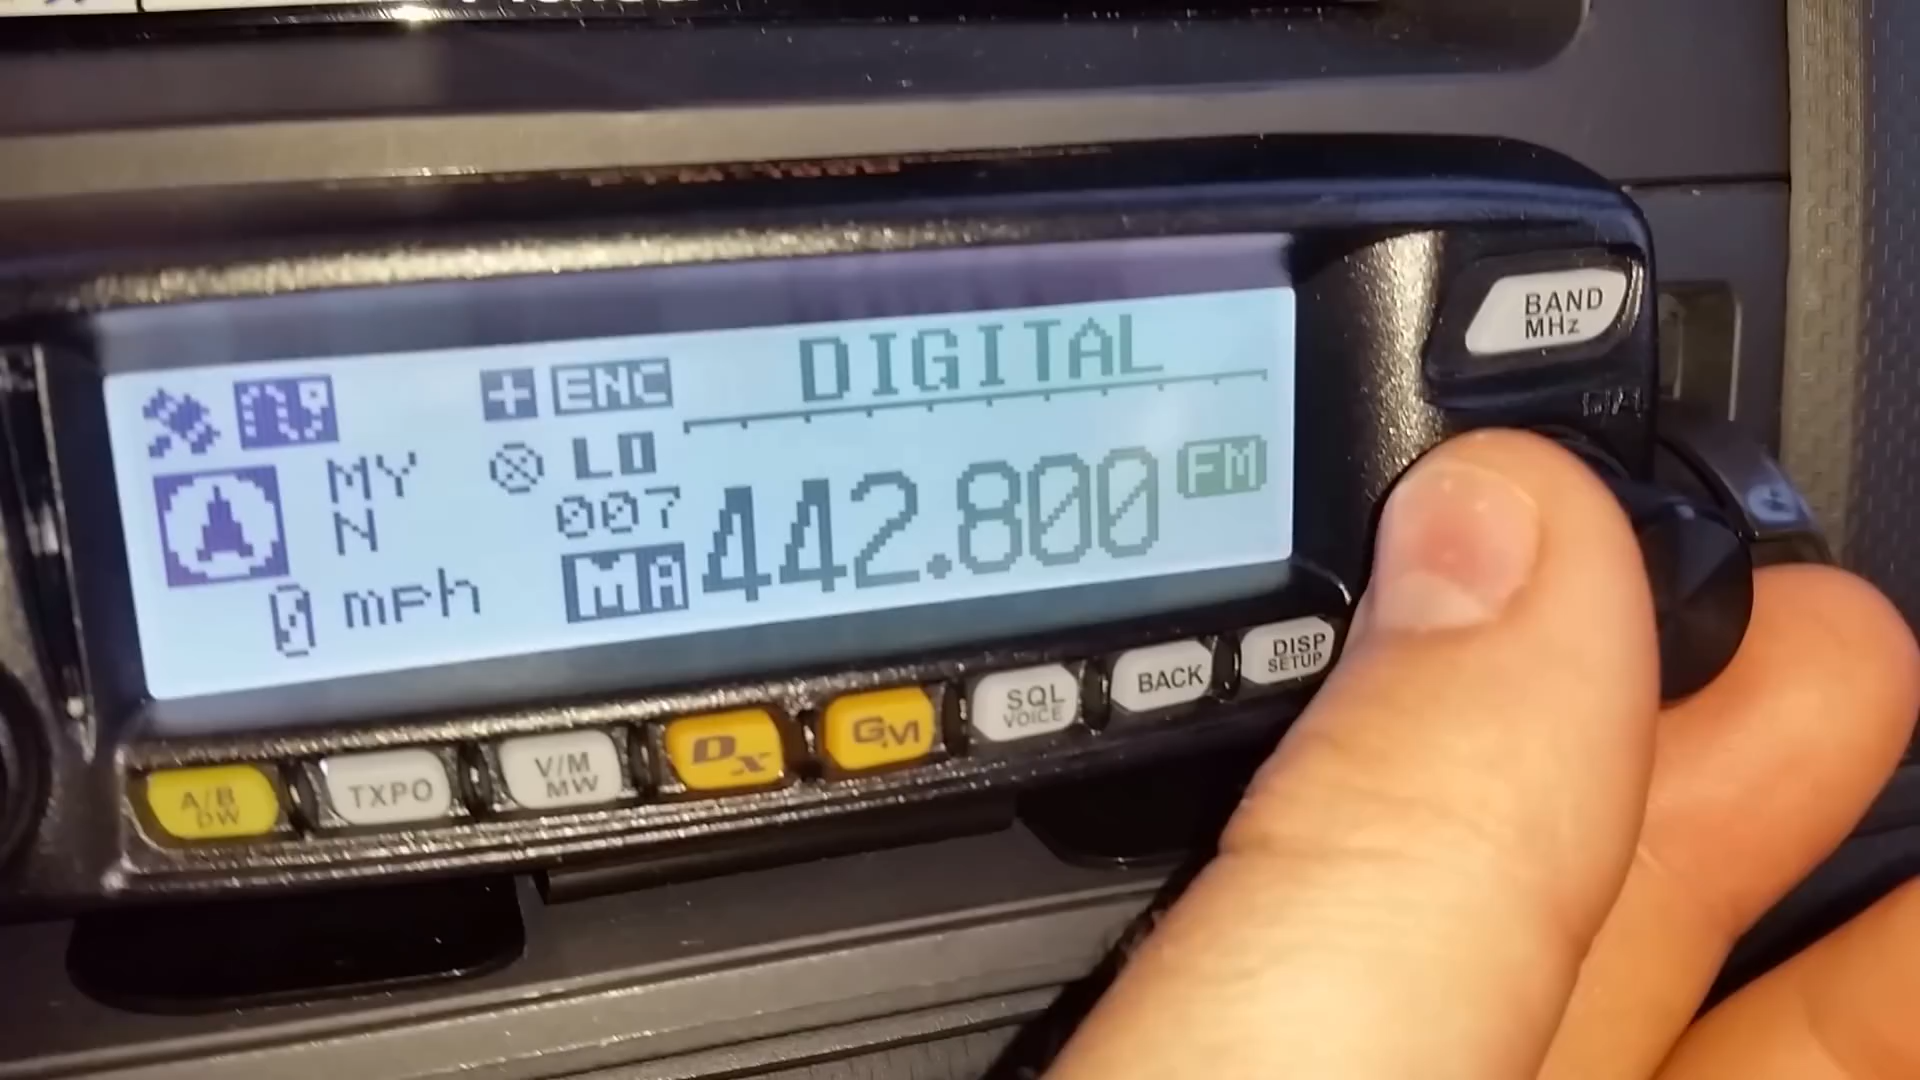 DIGITAL
+ ENC
MY
LO
FM
N
007
442.800
MA
0 mph
BAND
MHz
A/B
DW
TXPO
V/M
MW
DX
GM
SQL
VOICE
BACK
DISP
SETUP